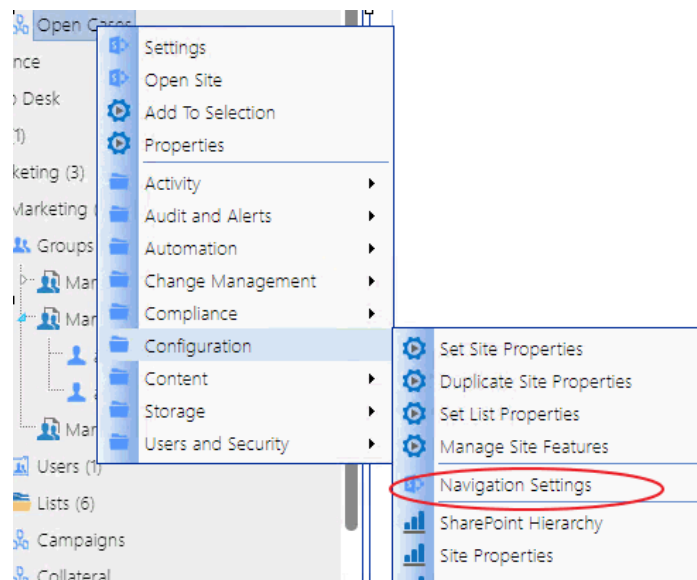 Open Cases
nce
Desk
1)
keting (3)
Marketing (
Groups
Mar
Mar
Mar
Users (1)
Lists (6)
Campaigns
Collateral
Settings
Open Site
Add To Selection
Properties
Activity
Audit and Alerts
Automation
Change Management
Compliance
Configuration
Content
Storage
Users and Security
Set Site Properties
Duplicate Site Properties
Set List Properties
Manage Site Features
Navigation Settings
SharePoint Hierarchy
Site Properties